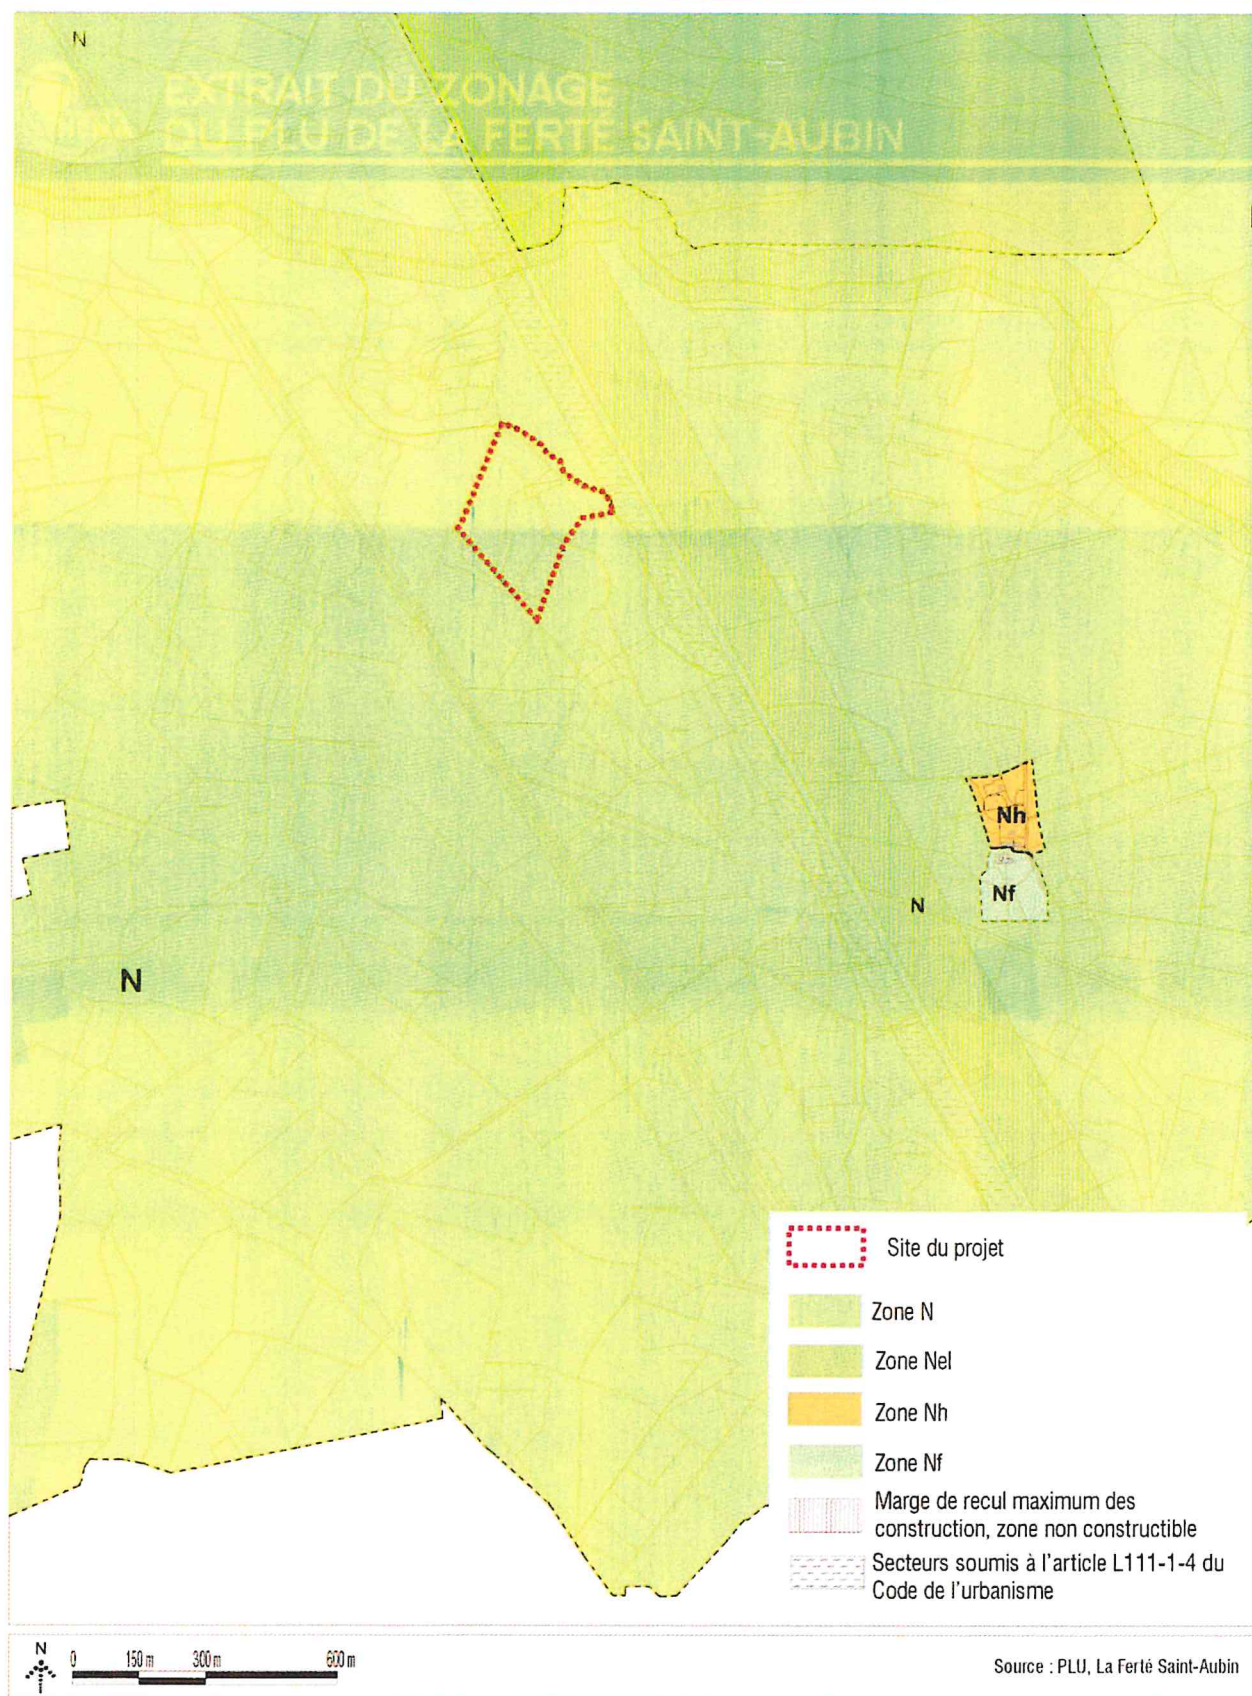 N
EXTRAIT DU ZONAGE
DU PLU DE LA FERTÉ SAINT-AUBIN
Nh
Nf
N
N
Site du projet
Zone N
Zone Nel
Zone Nh
Zone Nf
Marge de recul maximum des
construction, zone non constructible
Secteurs soumis à l'article L111-1-4 du
Code de l'urbanisme
N
0 150 m 300 m 600 m
Source : PLU, La Ferté Saint-Aubin